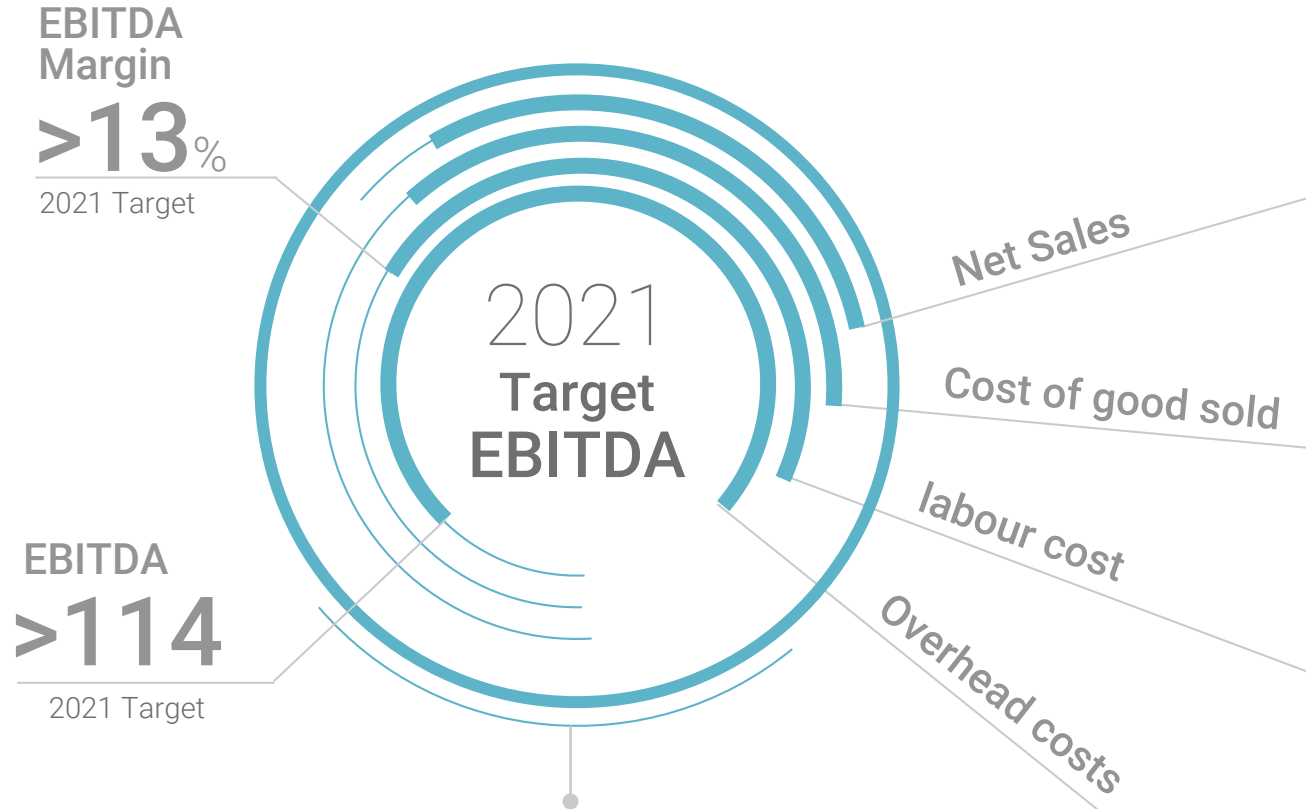 EBITDA
Margin
>13%
2021 Target
2021
Target
EBITDA
Net Sales
Cost of good sold
labour cost
Overhead costs
EBITDA
>114
2021 Target